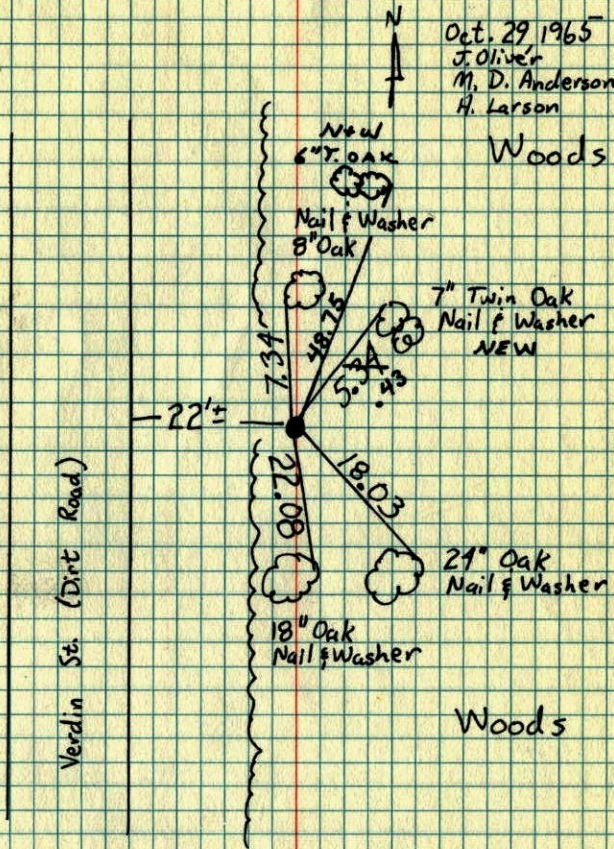 N
Oct. 29 1965
J. Oliver
M. D. Anderson
A. Larson
Woods
N+W
6" T. OAK
Nail & Washer
8" Oak
7" Twin Oak
Nail & Washer
NEW
7.34
48.75
5.34
.43
22'±
22.08
18.03
24" Oak
Nail & Washer
18" Oak
Nail & Washer
Verdin St. (Dirt Road)
Woods